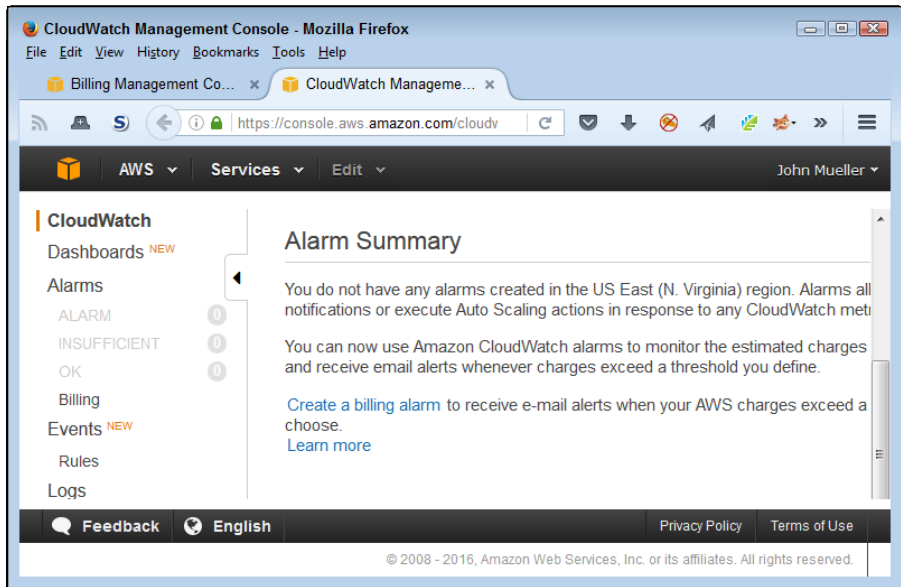 CloudWatch Management Console - Mozilla Firefox
File Edit View History Bookmarks Tools Help
Billing Management Co... × CloudWatch Manageme... ×
S) https://console.aws.amazon.com/cloudv
AWS Services Edit John Mueller
CloudWatch
Dashboards NEW
Alarms
ALARM 0
INSUFFICIENT 0
OK 0
Billing
Events NEW
Rules
Logs
Alarm Summary
You do not have any alarms created in the US East (N. Virginia) region. Alarms all
notifications or execute Auto Scaling actions in response to any CloudWatch met
You can now use Amazon CloudWatch alarms to monitor the estimated charges
and receive email alerts whenever charges exceed a threshold you define.
Create a billing alarm to receive e-mail alerts when your AWS charges exceed a
choose.
Learn more
Feedback English Privacy Policy Terms of Use
© 2008 - 2016, Amazon Web Services, Inc. or its affiliates. All rights reserved.